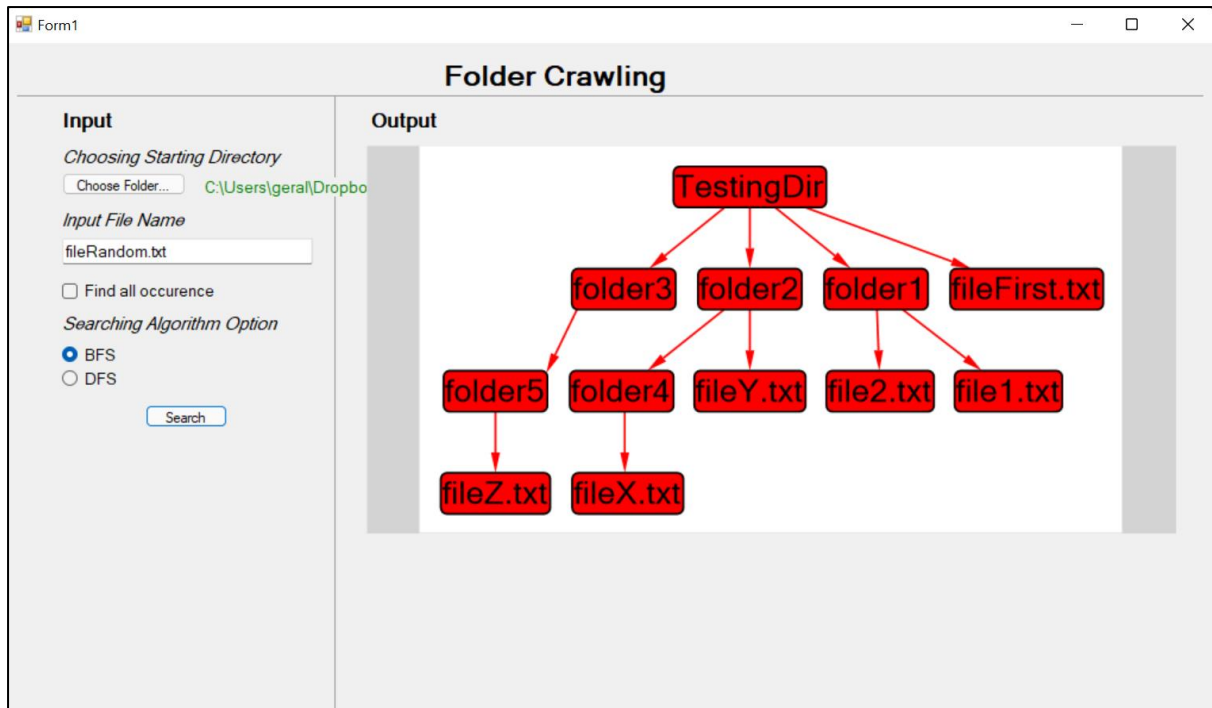 Form1
Folder Crawling
Input
Choosing Starting Directory
Choose Folder...
C:\Users\geral\Dropbo
Input File Name
fileRandom.txt
Find all occurence
Searching Algorithm Option
BFS
DFS
Search
Output
TestingDir
folder3 folder2 folder1 fileFirst.txt
folder5 folder4 fileY.txt file2.txt file1.txt
fileZ.txt fileX.txt